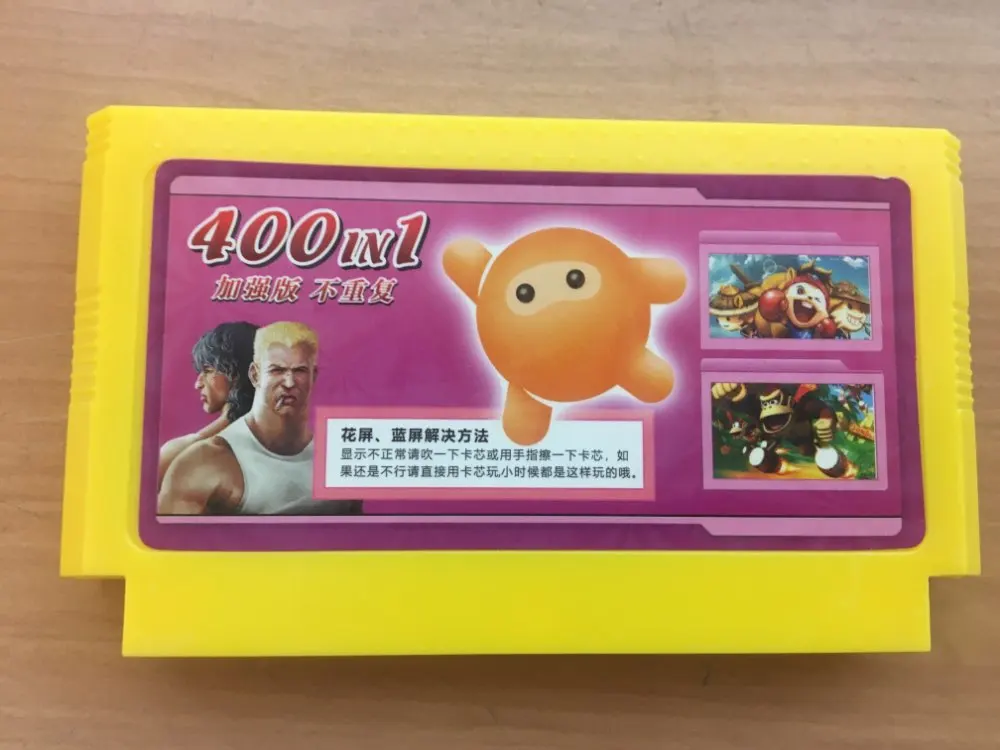 400IN1
加强版 不重复
花屏、蓝屏解决方法
显示不正常请吹一下卡芯或用手指擦一下卡芯，如
果还是不行请直接用卡芯玩,小时候都是这样玩的哦。